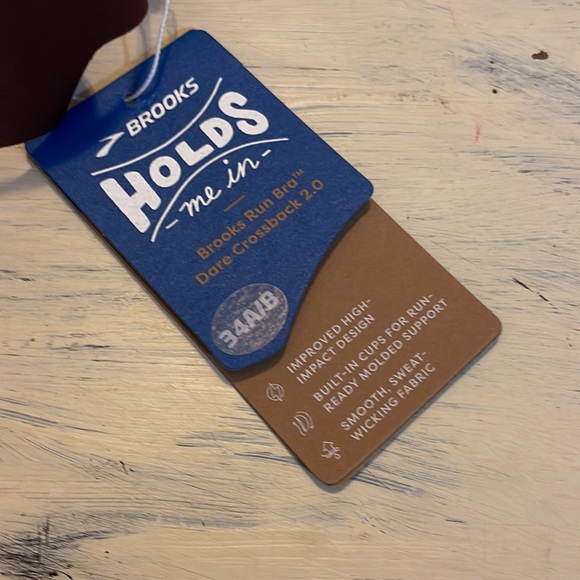 BROOKS
HOLDS
- me in -
Brooks Run Bra™
Dare Crossback 2.0
34A/B
IMPROVED HIGH-
IMPACT DESIGN
BUILT-IN CUPS FOR RUN-
READY MOLDED SUPPORT
SMOOTH, SWEAT-
WICKING FABRIC